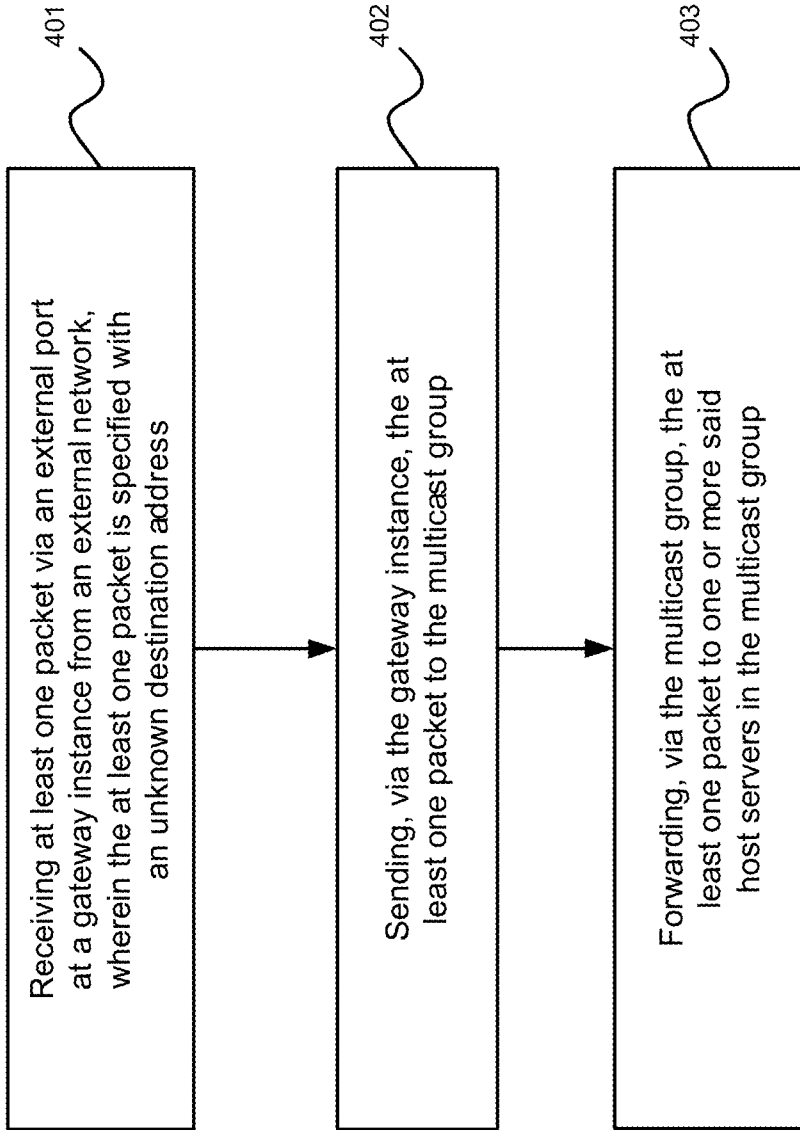 401
Receiving at least one packet via an external port
at a gateway instance from an external network,
wherein the at least one packet is specified with
an unknown destination address
402
Sending, via the gateway instance, the at
least one packet to the multicast group
403
Forwarding, via the multicast group, the at
least one packet to one or more said
host servers in the multicast group